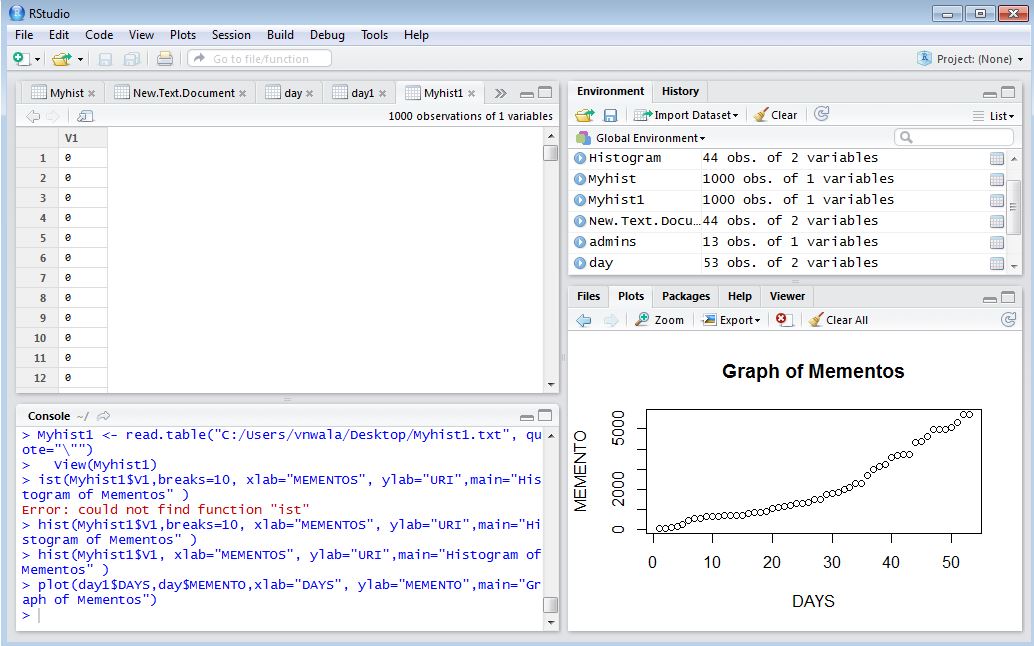 RStudio
File Edit Code View Plots Session Build Debug Tools Help
Go to file/function
Project: (None)
Myhist New.Text.Document day day1 Myhist1
1000 observations of 1 variables
V1
1 0
2 0
3 0
4 0
5 0
6 0
7 0
8 0
9 0
10 0
11 0
12 0
Console ~/
> Myhist1 <- read.table("C:/Users/vnwala/Desktop/Myhist1.txt", qu
ote="\"")
>   View(Myhist1)
> ist(Myhist1$V1,breaks=10, xlab="MEMENTOS", ylab="URI",main="His
togram of Mementos" )
Error: could not find function "ist"
> hist(Myhist1$V1,breaks=10, xlab="MEMENTOS", ylab="URI",main="Hi
stogram of Mementos" )
> hist(Myhist1$V1, xlab="MEMENTOS", ylab="URI",main="Histogram of
Mementos" )
> plot(day1$DAYS,day$MEMENTO,xlab="DAYS", ylab="MEMENTO",main="Gr
aph of Mementos")
>
Environment History
Import Dataset Clear List
Global Environment
Histogram 44 obs. of 2 variables
Myhist 1000 obs. of 1 variables
Myhist1 1000 obs. of 1 variables
New.Text.Docu… 44 obs. of 2 variables
admins 13 obs. of 1 variables
day 53 obs. of 2 variables
Files Plots Packages Help Viewer
Zoom Export Clear All
Graph of Mementos
MEMENTO
5000
2000
0
0 10 20 30 40 50
DAYS